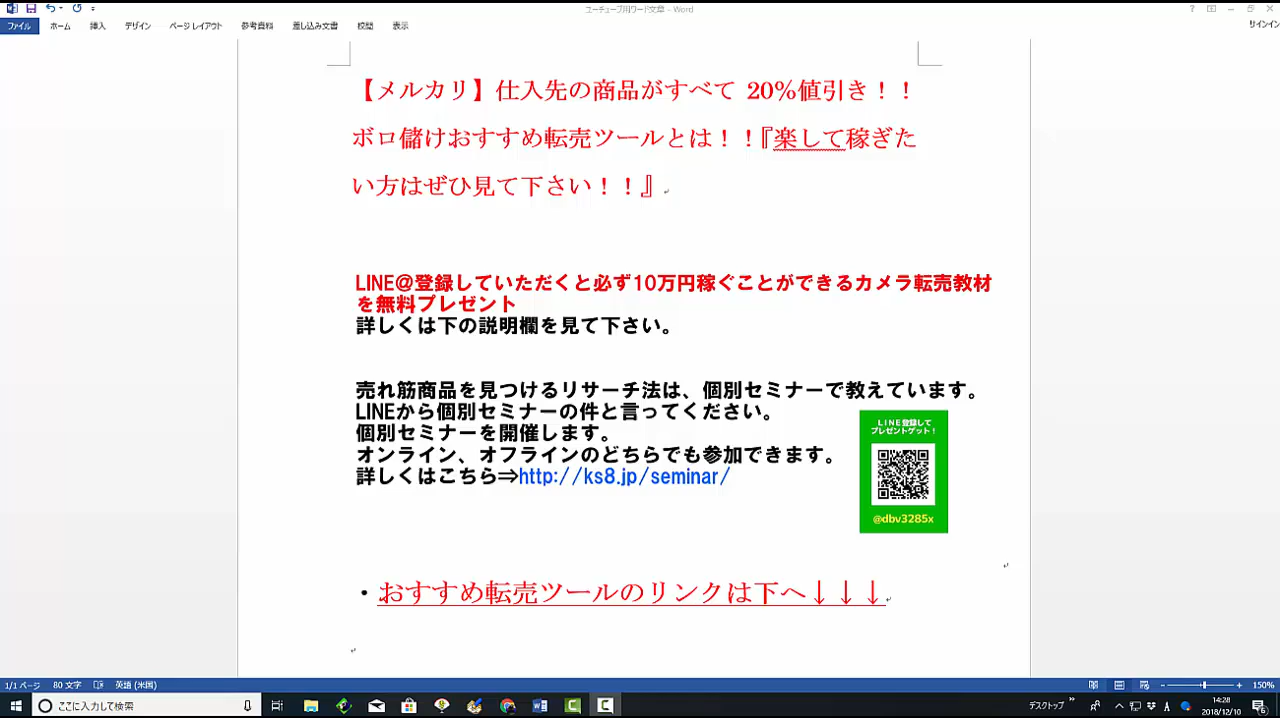 ユーチューブ用ワード文章 - Word
ファイル ホーム 挿入 デザイン ページ レイアウト 参考資料 差し込み文書 校閲 表示 サインイン
【メルカリ】仕入先の商品がすべて 20%値引き！！
ボロ儲けおすすめ転売ツールとは！！『楽して稼ぎた
い方はぜひ見て下さい！！』
LINE@登録していただくと必ず10万円稼ぐことができるカメラ転売教材
を無料プレゼント
詳しくは下の説明欄を見て下さい。
売れ筋商品を見つけるリサーチ法は、個別セミナーで教えています。
LINEから個別セミナーの件と言ってください。
個別セミナーを開催します。
オンライン、オフラインのどちらでも参加できます。
詳しくはこちら⇒http://ks8.jp/seminar/
LINE登録して
プレゼントゲット！
@dbv3285x
・おすすめ転売ツールのリンクは下へ↓↓↓
1/1 ページ 80 文字 英語 (米国) 150%
ここに入力して検索 デスクトップ 14:28
2018/12/10